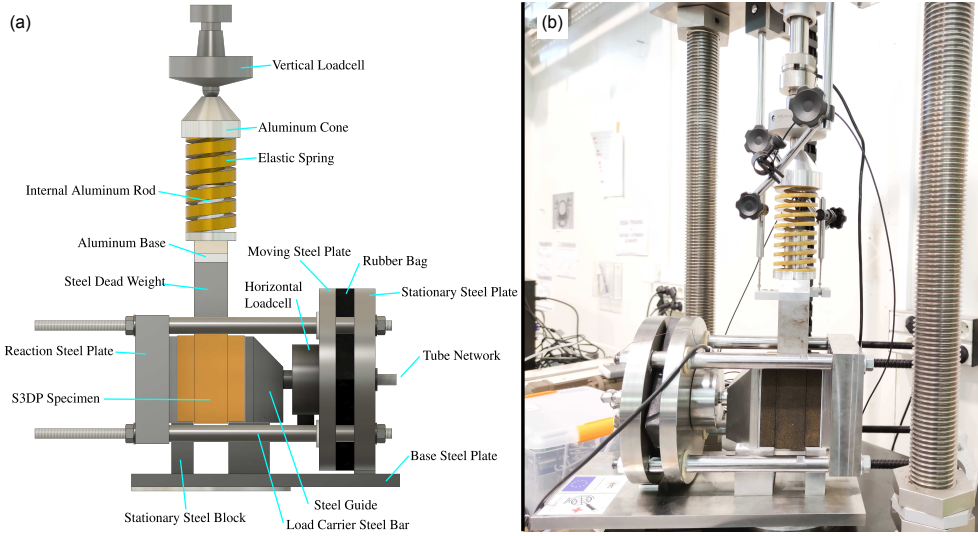 (a)
(b)
Vertical Loadcell
Aluminum Cone
Elastic Spring
Internal Aluminum Rod
Aluminum Base
Moving Steel Plate
Rubber Bag
Steel Dead Weight
Horizontal
Loadcell
Stationary Steel Plate
Reaction Steel Plate
Tube Network
S3DP Specimen
Base Steel Plate
Steel Guide
Stationary Steel Block
Load Carrier Steel Bar